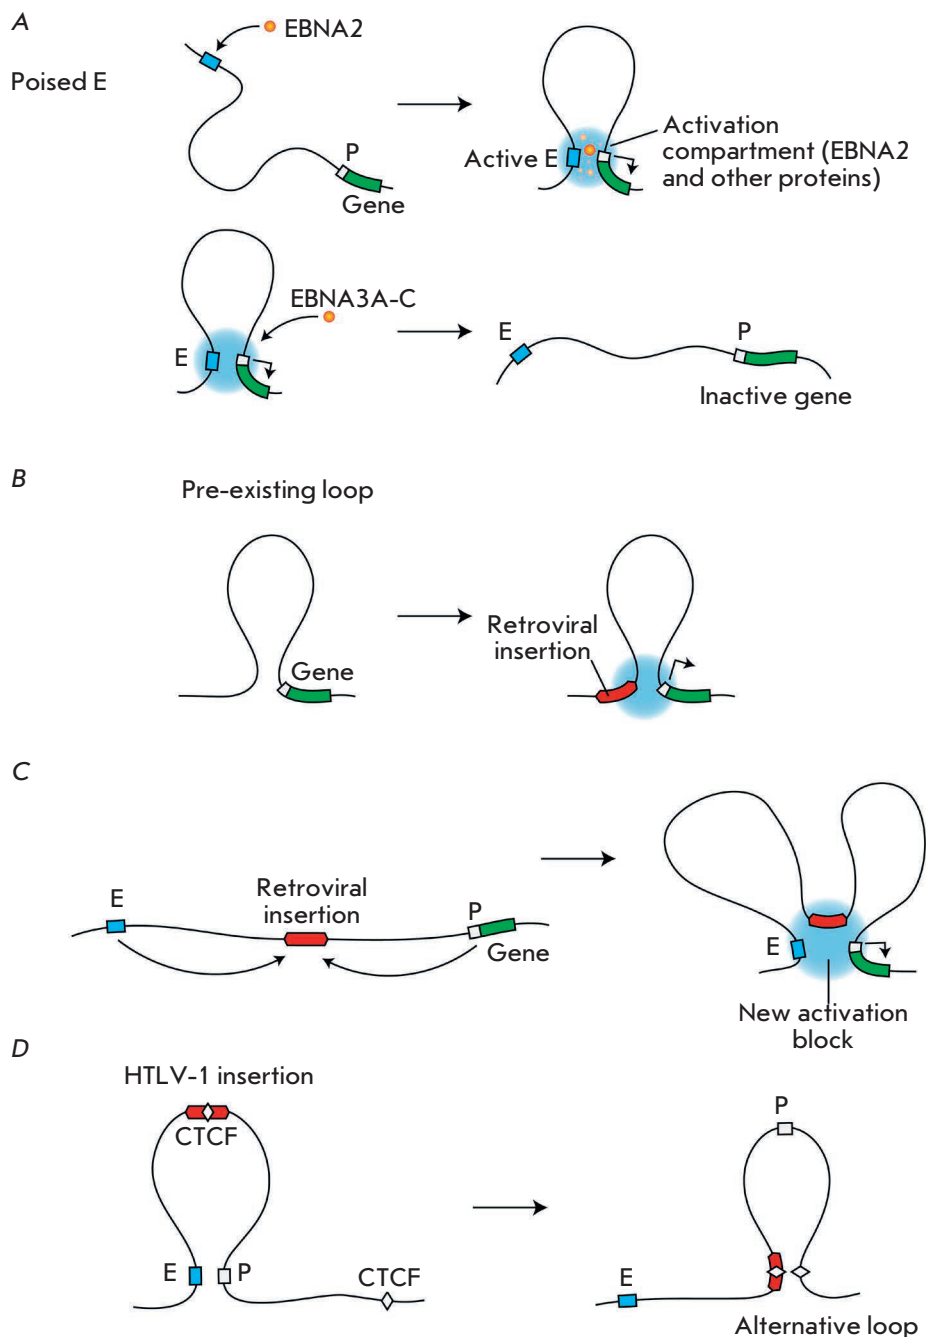 A
EBNA2
Poised E
P
Gene
Active E
Activation
compartment (EBNA2
and other proteins)
EBNA3A-C
E
E
P
Inactive gene
B
Pre-existing loop
Gene
Retroviral
insertion
C
E
Retroviral
insertion
P
Gene
E
New activation
block
D
HTLV-1 insertion
CTCF
E
P
CTCF
P
E
Alternative loop